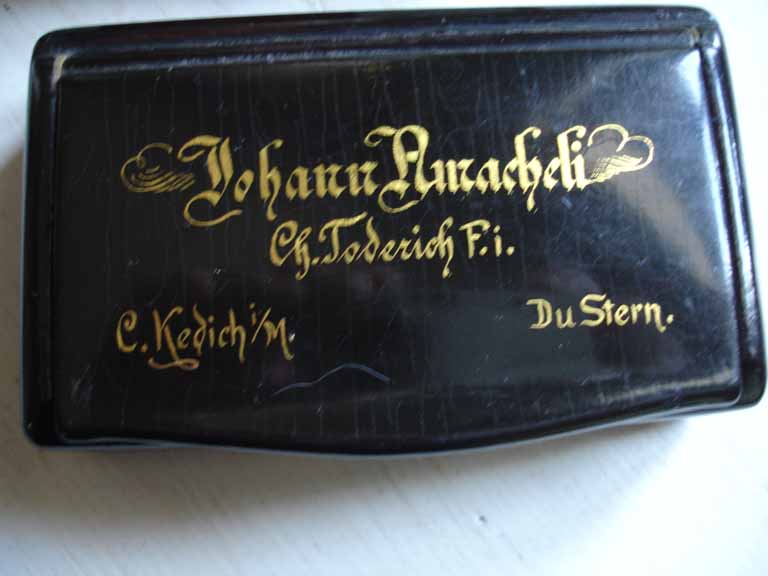 Johann Amacheli
Ch. Toderich F. i.
C. Kedich i/M.
Du Stern.